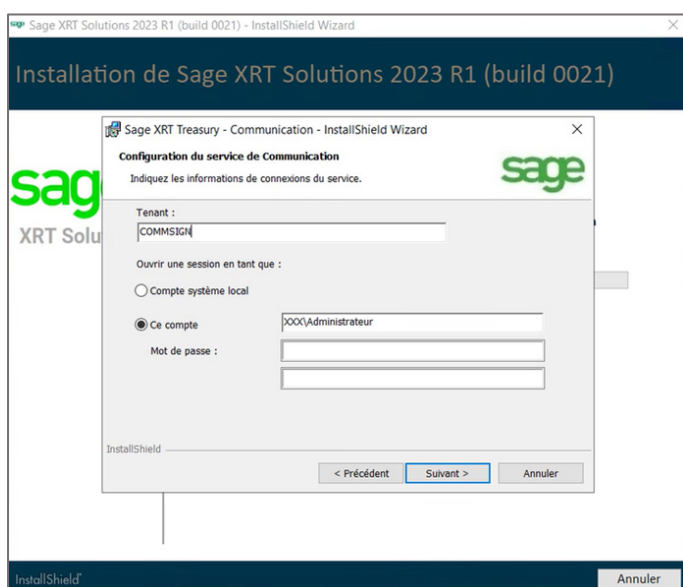 Sage XRT Solutions 2023 R1 (build 0021) - InstallShield Wizard
Installation de Sage XRT Solutions 2023 R1 (build 0021)
Sage XRT Treasury - Communication - InstallShield Wizard
Configuration du service de Communication
Indiquez les informations de connexions du service.
sage
sag
XRT Solu
Tenant :
COMMSIGN
Ouvrir une session en tant que :
Compte système local
Ce compte
XXX\Administrateur
Mot de passe :
InstallShield
< Précédent
Suivant >
Annuler
InstallShield
Annuler